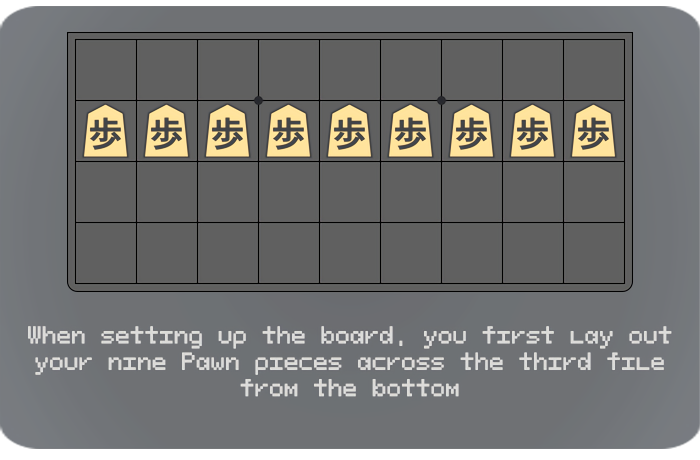 歩 歩 歩 歩 歩 歩 歩 歩 歩
When setting up the board, you first lay out
your nine Pawn pieces across the third file
from the bottom